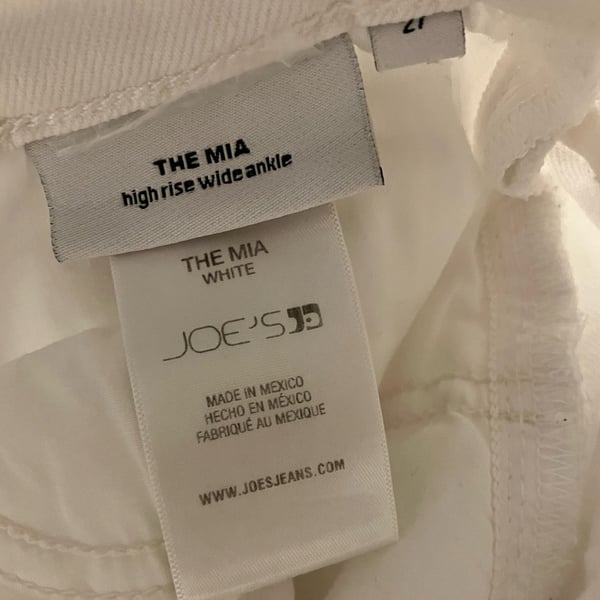 27
THE MIA
high rise wide ankle
THE MIA
WHITE
JOE'S
MADE IN MEXICO
HECHO EN MÉXICO
FABRIQUÉ AU MEXIQUE
WWW.JOESJEANS.COM